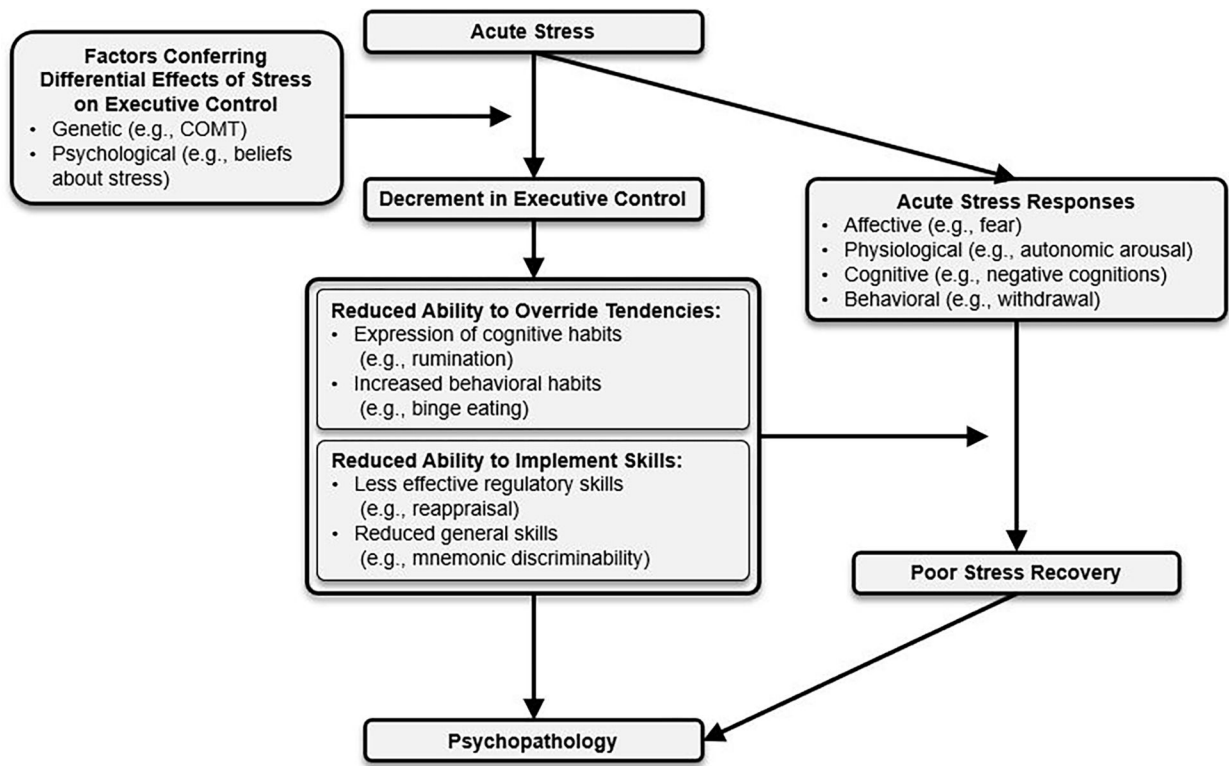 Acute Stress
Factors Conferring
Differential Effects of Stress
on Executive Control
• Genetic (e.g., COMT)
• Psychological (e.g., beliefs
about stress)
Decrement in Executive Control
Acute Stress Responses
• Affective (e.g., fear)
• Physiological (e.g., autonomic arousal)
• Cognitive (e.g., negative cognitions)
• Behavioral (e.g., withdrawal)
Reduced Ability to Override Tendencies:
• Expression of cognitive habits
(e.g., rumination)
• Increased behavioral habits
(e.g., binge eating)
Reduced Ability to Implement Skills:
• Less effective regulatory skills
(e.g., reappraisal)
• Reduced general skills
(e.g., mnemonic discriminability)
Poor Stress Recovery
Psychopathology